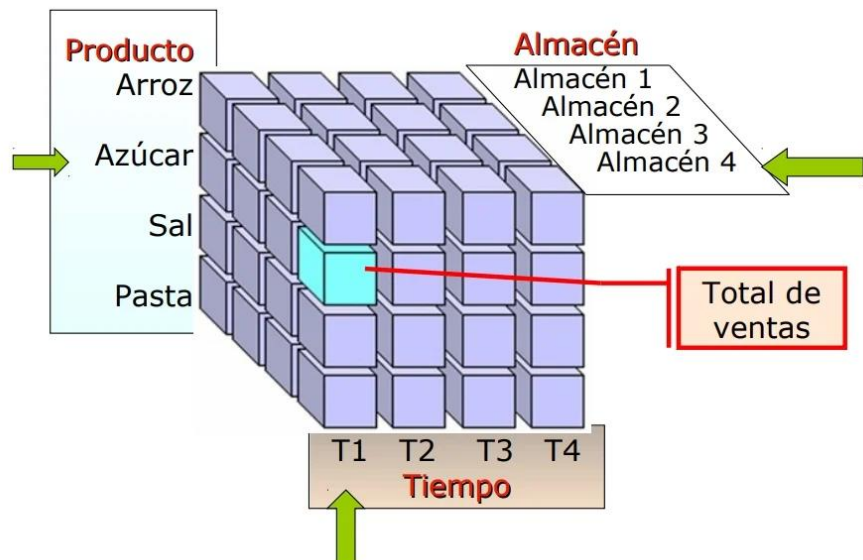 Producto
Arroz
Azúcar
Sal
Pasta
Almacén
Almacén 1
Almacén 2
Almacén 3
Almacén 4
Total de
ventas
T1 T2 T3 T4
Tiempo